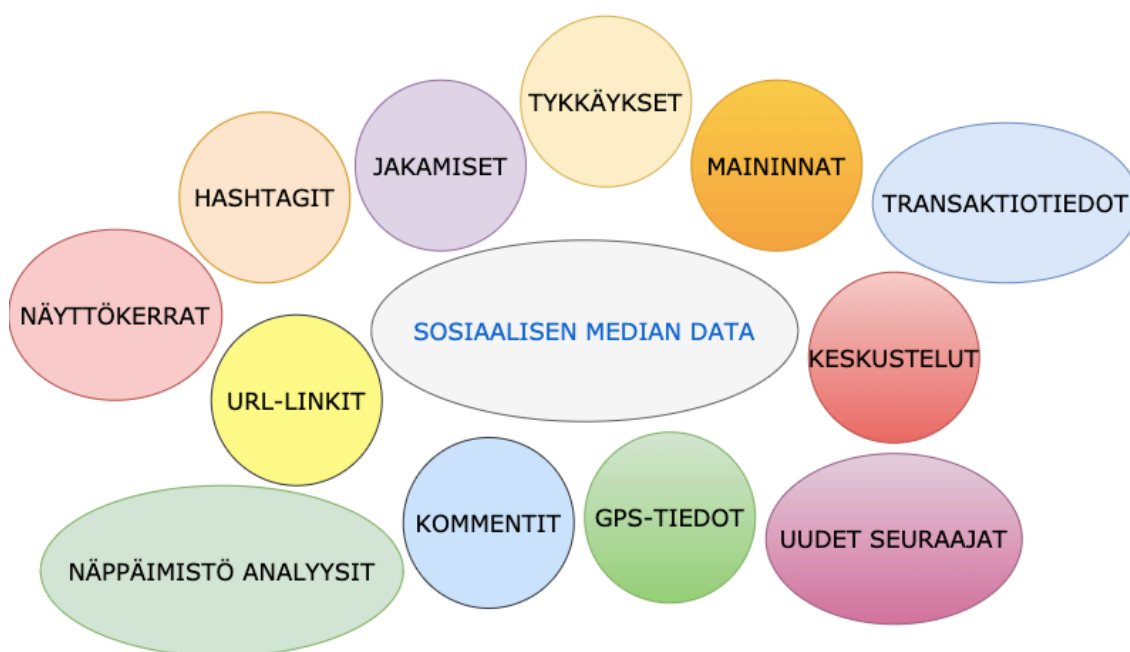 TYKKÄYKSET
JAKAMISET
MAININNAT
HASHTAGIT
TRANSAKTIOTIEDOT
NÄYTTÖKERRAT
SOSIAALISEN MEDIAN DATA
KESKUSTELUT
URL-LINKIT
KOMMENTIT
GPS-TIEDOT
UUDET SEURAAJAT
NÄPPÄIMISTÖ ANALYYSIT